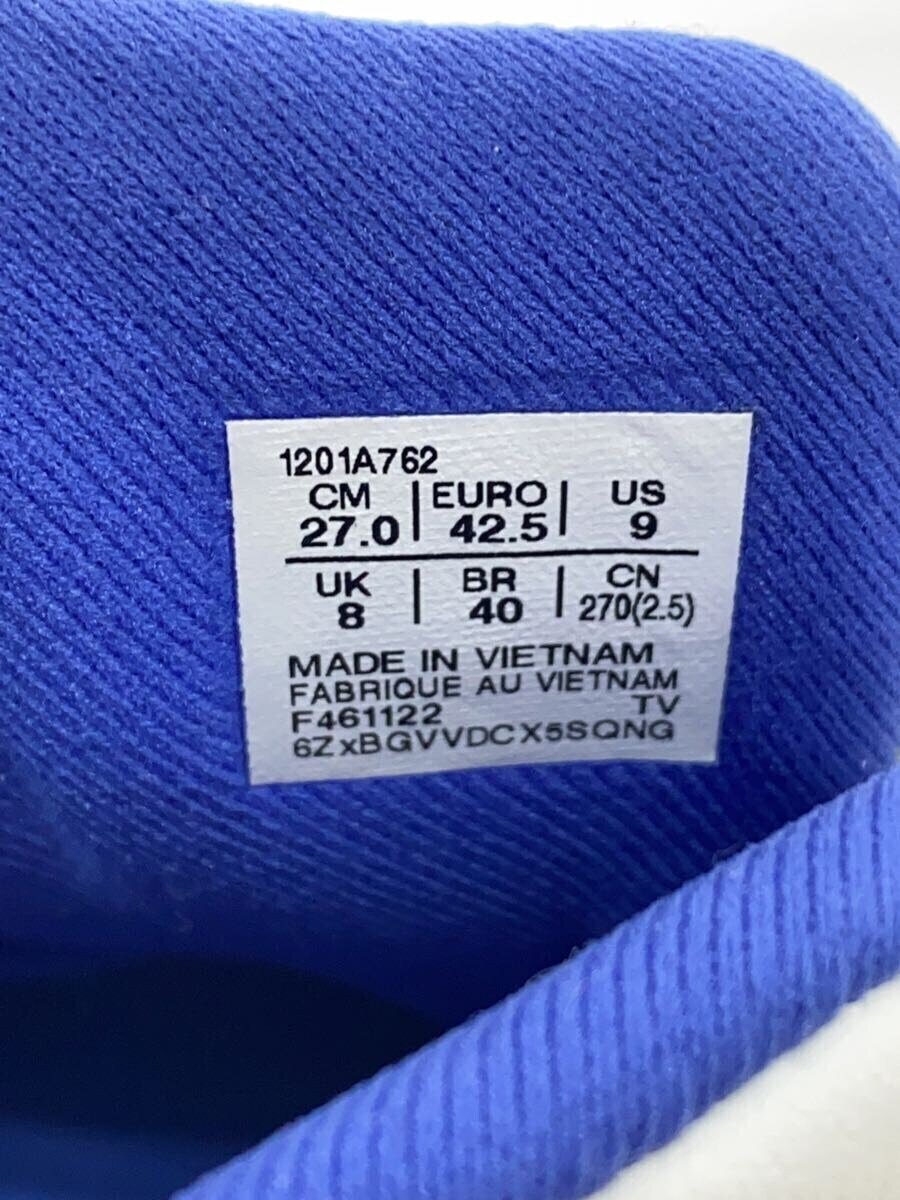 1201A762
CM | EURO | US
27.0 | 42.5 | 9
UK | BR | CN
8 | 40 | 270(2.5)
MADE IN VIETNAM
FABRIQUE AU VIETNAM
F461122 TV
6ZxBGVVDCX5SQNG